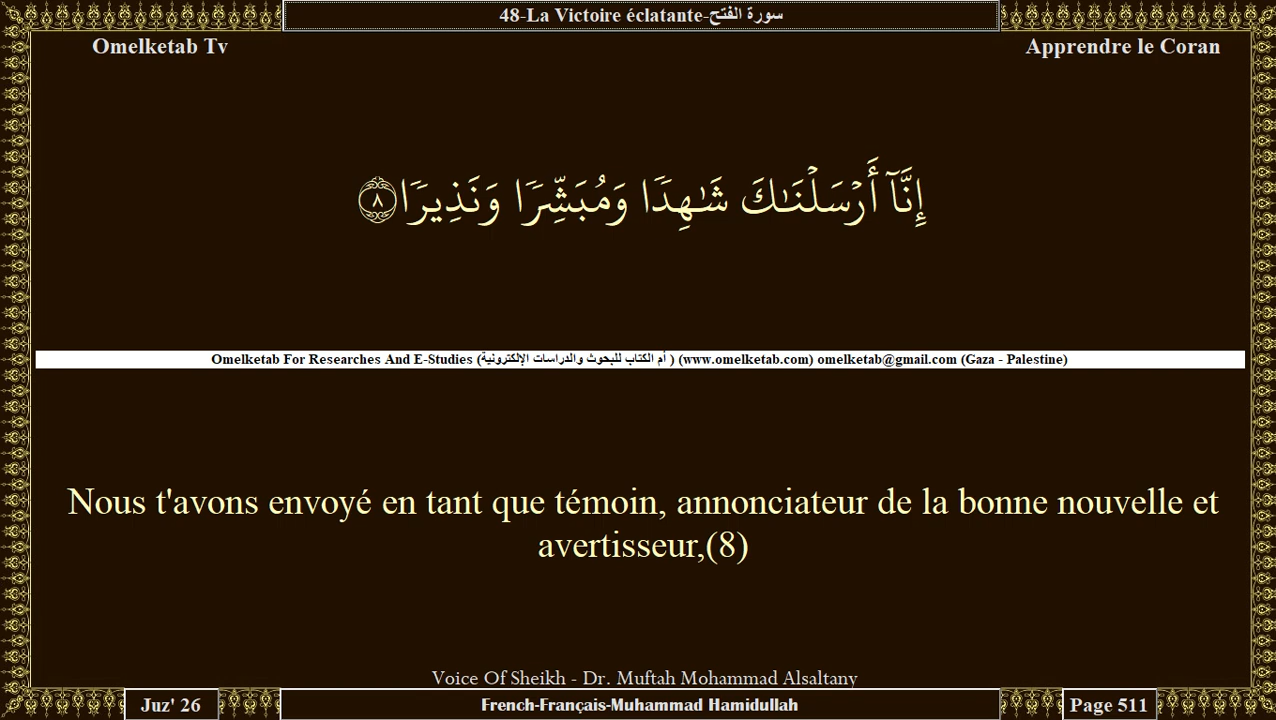 48-La Victoire éclatante-سورة الفتح
Omelketab Tv
Apprendre le Coran
إِنَّآ أَرۡسَلۡنَٰكَ شَٰهِدٗا وَمُبَشِّرٗا وَنَذِيرٗا ٨
Omelketab For Researches And E-Studies (أم الكتاب للبحوث والدراسات الإلكترونية ) (www.omelketab.com) omelketab@gmail.com (Gaza - Palestine)
Nous t'avons envoyé en tant que témoin, annonciateur de la bonne nouvelle et
avertisseur,(8)
Voice Of Sheikh - Dr. Muftah Mohammad Alsaltany
Juz' 26
French-Français-Muhammad Hamidullah
Page 511